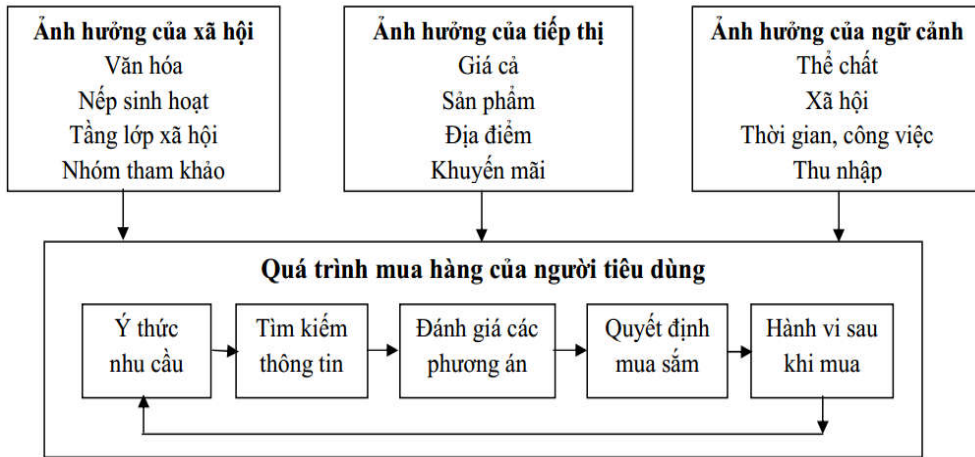 Ảnh hưởng của xã hội
Văn hóa
Nếp sinh hoạt
Tầng lớp xã hội
Nhóm tham khảo
Ảnh hưởng của tiếp thị
Giá cả
Sản phẩm
Địa điểm
Khuyến mãi
Ảnh hưởng của ngữ cảnh
Thể chất
Xã hội
Thời gian, công việc
Thu nhập
Quá trình mua hàng của người tiêu dùng
Ý thức
nhu cầu
Tìm kiếm
thông tin
Đánh giá các
phương án
Quyết định
mua sắm
Hành vi sau
khi mua